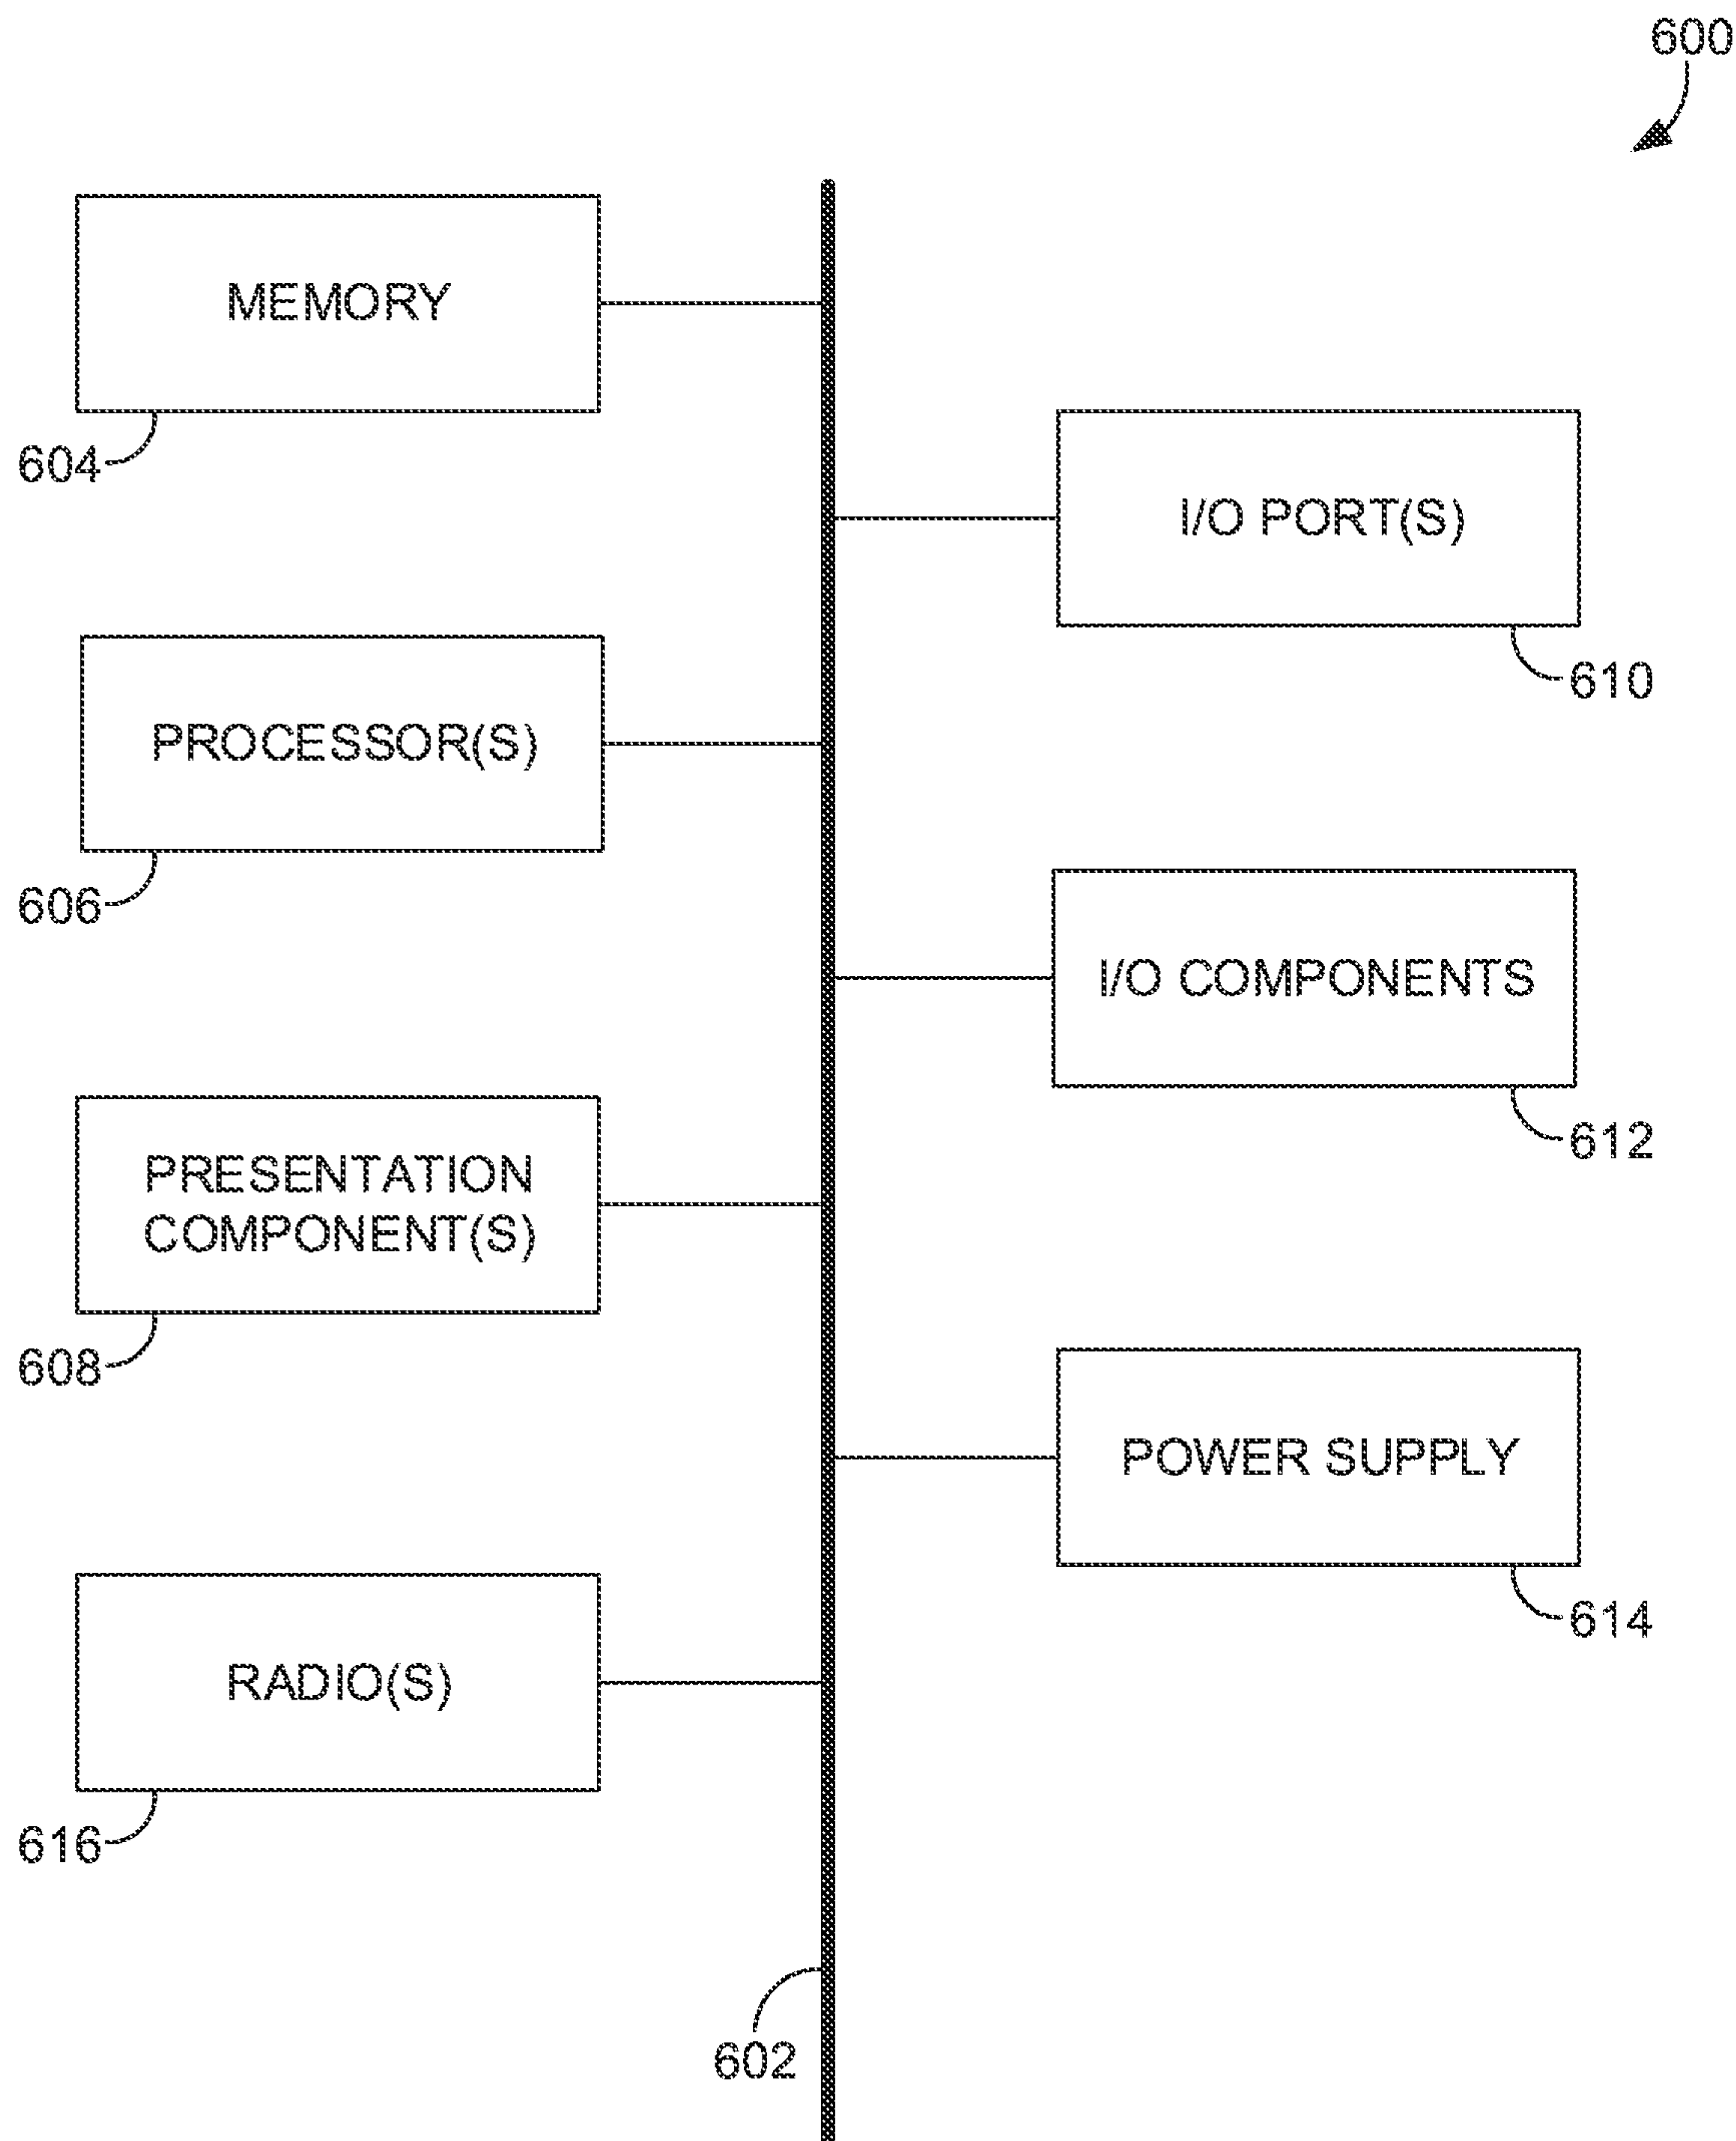 600
MEMORY
604
I/O PORT(S)
610
PROCESSOR(S)
606
I/O COMPONENTS
612
PRESENTATION
COMPONENT(S)
608
POWER SUPPLY
614
RADIO(S)
616
602